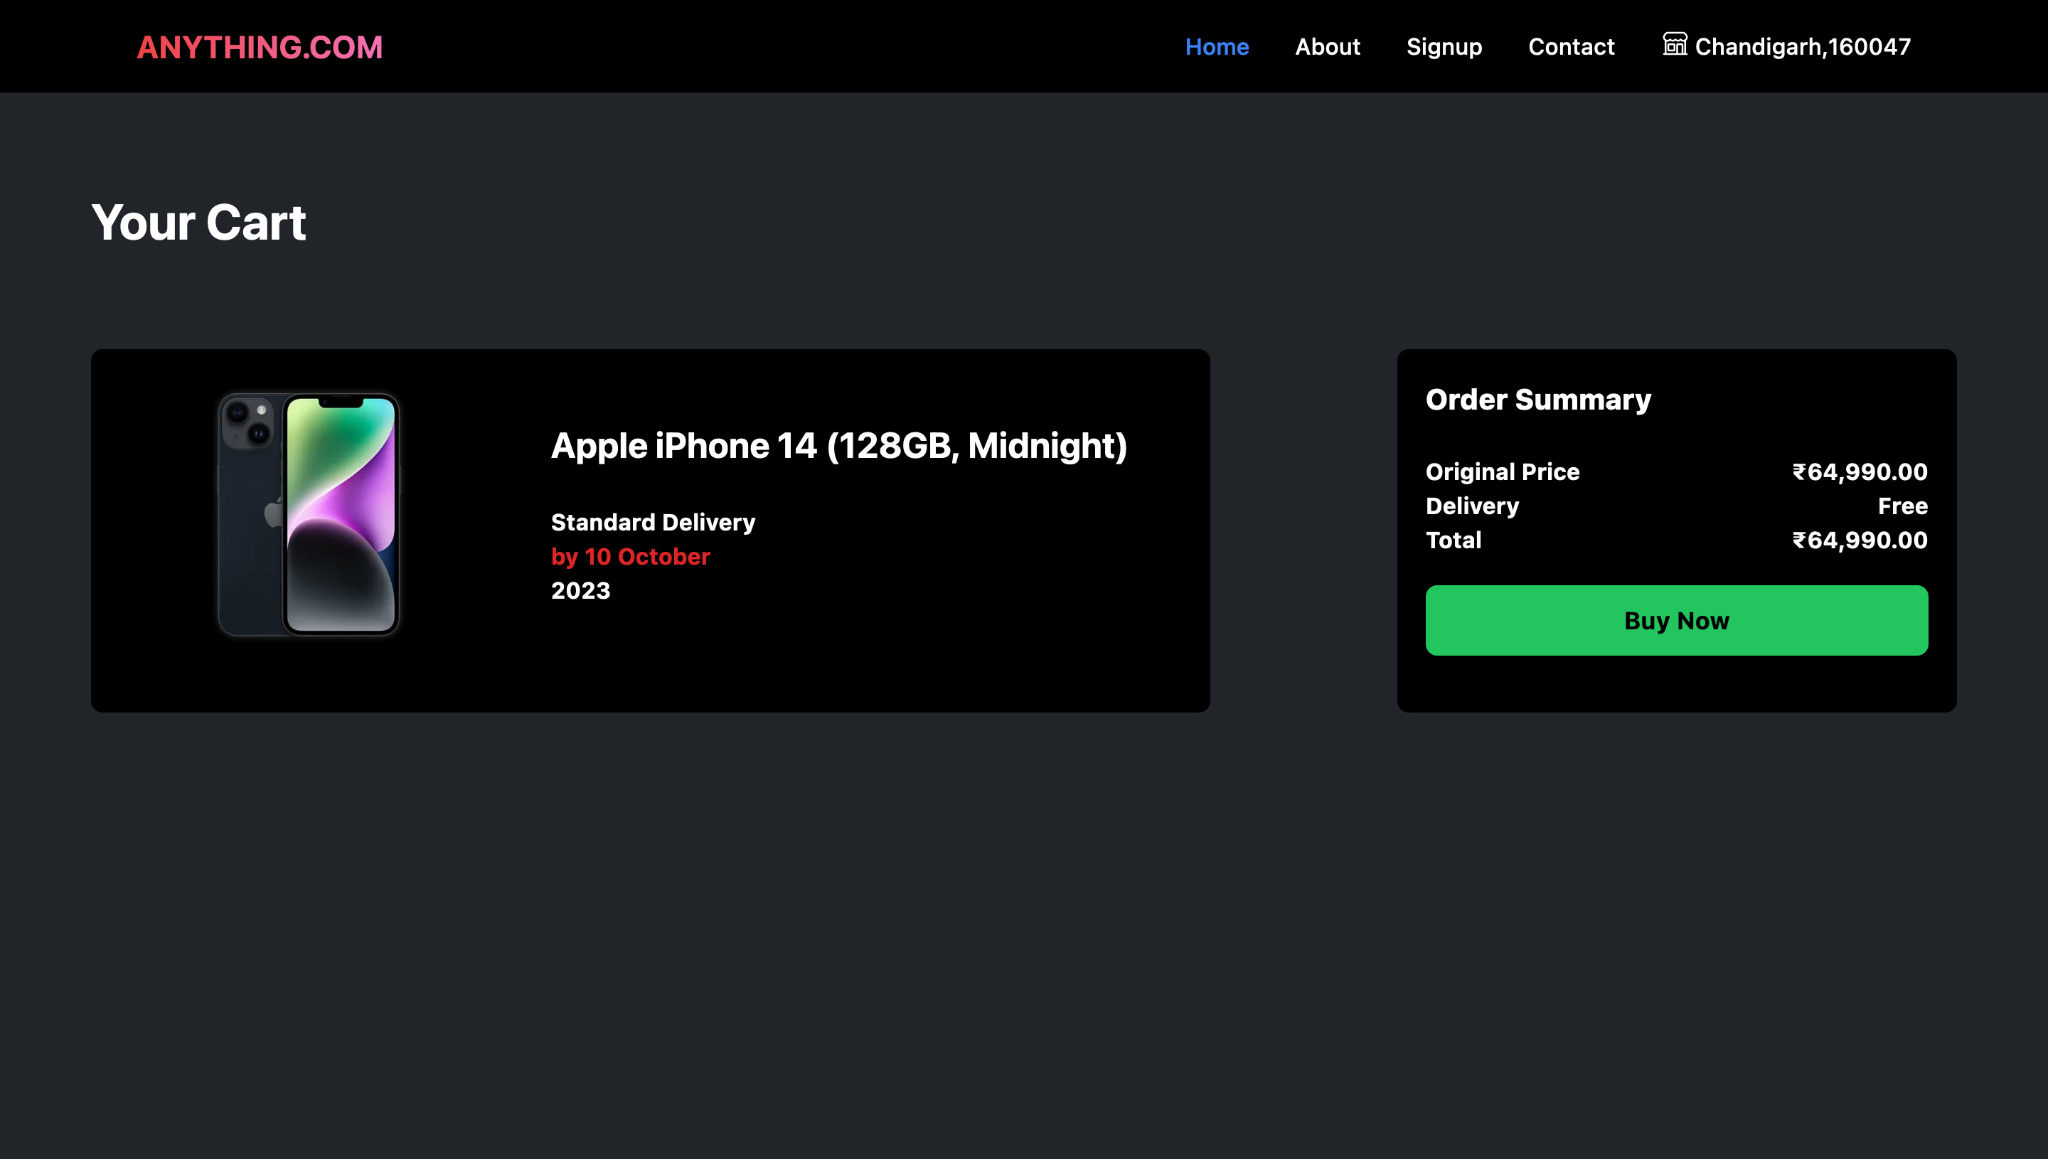 ANYTHING.COM
Home
About
Signup
Contact
Chandigarh,160047
Your Cart
Apple iPhone 14 (128GB, Midnight)
Standard Delivery
by 10 October
2023
Order Summary
Original Price ₹64,990.00
Delivery Free
Total ₹64,990.00
Buy Now